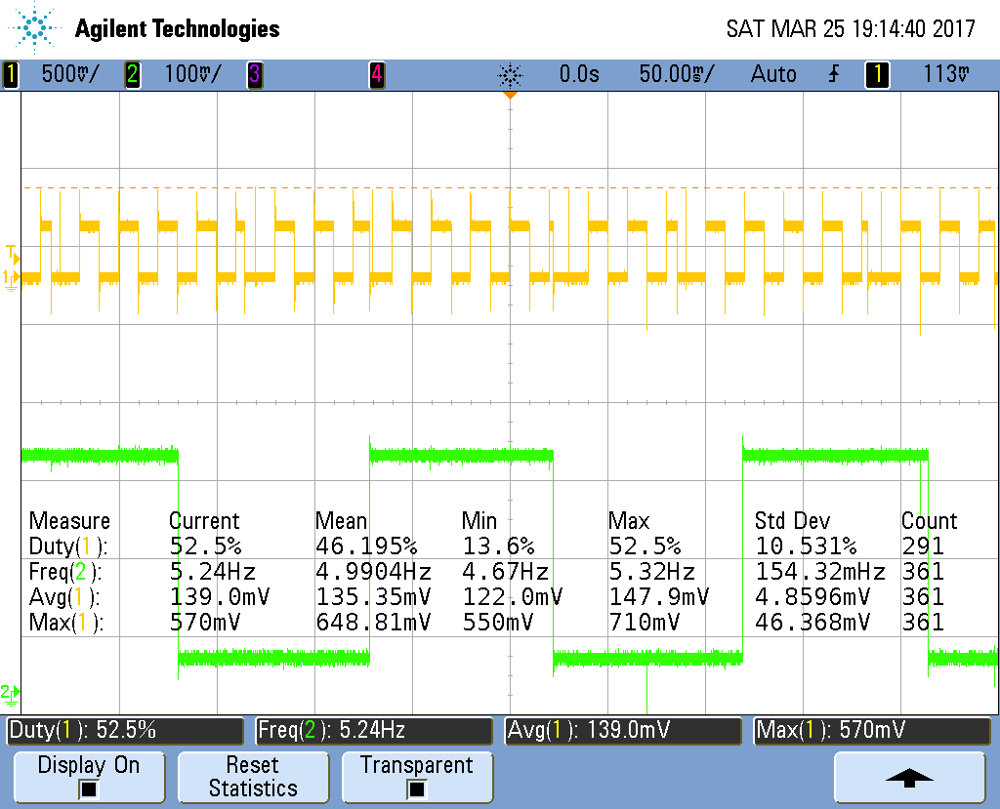 Agilent Technologies SAT MAR 25 19:14:40 2017
1 500mV/ 2 100mV/ 3 4 0.0s 50.00ms/ Auto 1 113mV
T
1
Measure Current Mean Min Max Std Dev Count
Duty(1): 52.5% 46.195% 13.6% 52.5% 10.531% 291
Freq(2): 5.24Hz 4.9904Hz 4.67Hz 5.32Hz 154.32mHz 361
Avg(1): 139.0mV 135.35mV 122.0mV 147.9mV 4.8596mV 361
Max(1): 570mV 648.81mV 550mV 710mV 46.368mV 361
2
Duty(1): 52.5% Freq(2): 5.24Hz Avg(1): 139.0mV Max(1): 570mV
Display On Reset Statistics Transparent